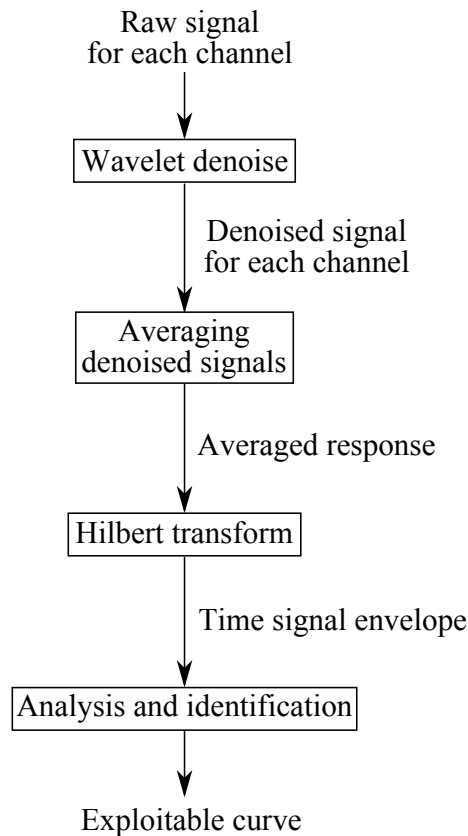 Raw signal
for each channel
Wavelet denoise
Denoised signal
for each channel
Averaging
denoised signals
Averaged response
Hilbert transform
Time signal envelope
Analysis and identification
Exploitable curve